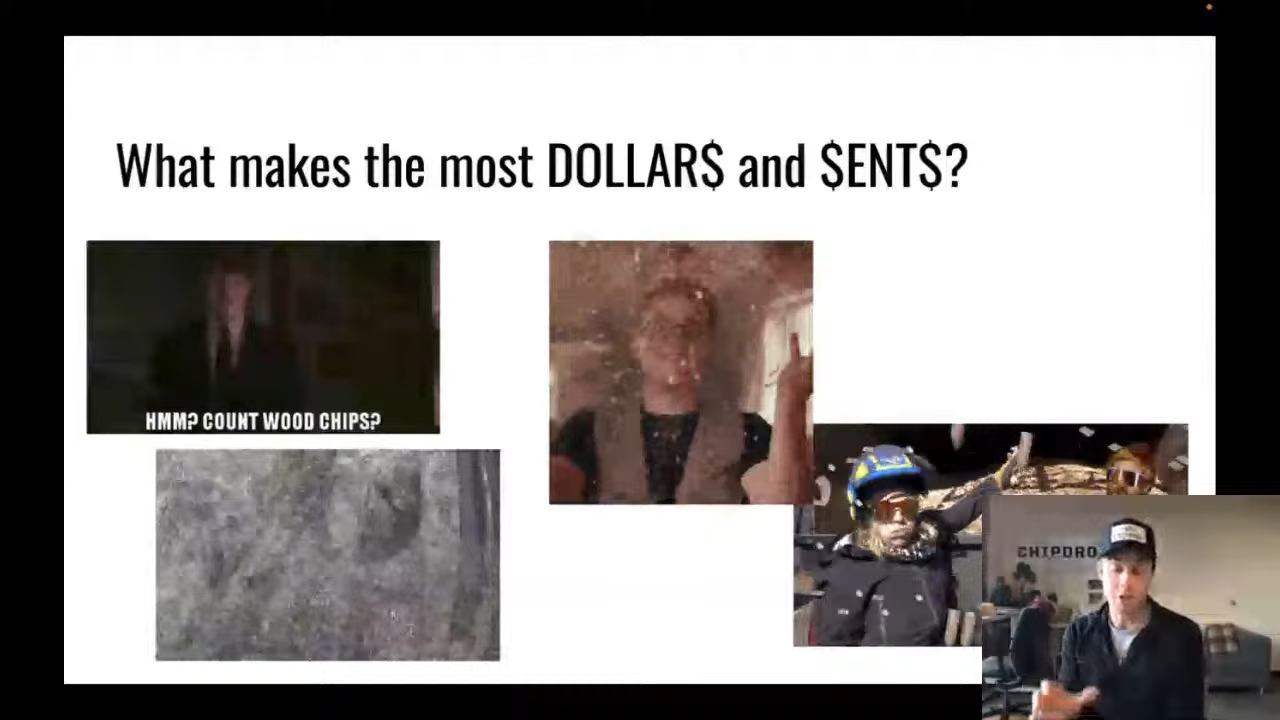 What makes the most DOLLAR$ and $ENT$?
HMM? COUNT WOOD CHIPS?
CHIPDRO